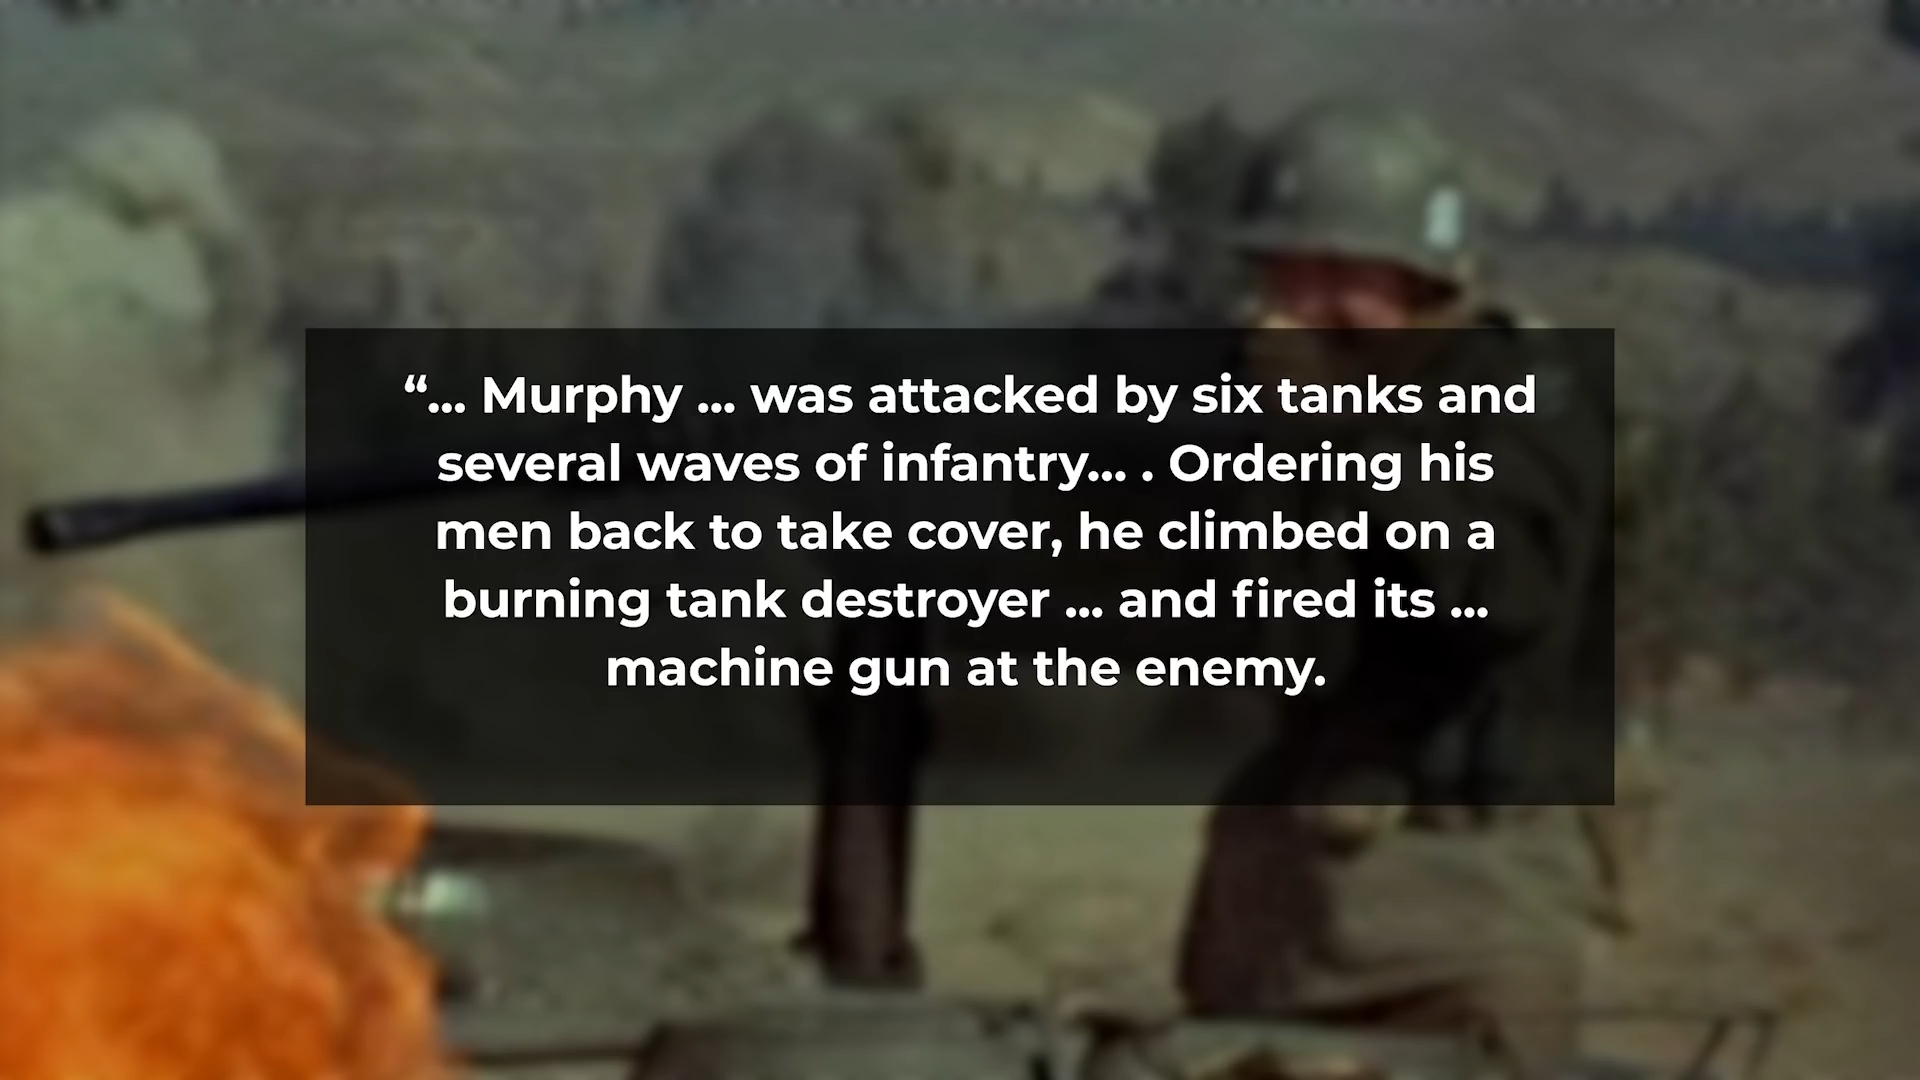 “... Murphy ... was attacked by six tanks and
several waves of infantry... . Ordering his
men back to take cover, he climbed on a
burning tank destroyer ... and fired its ...
machine gun at the enemy.